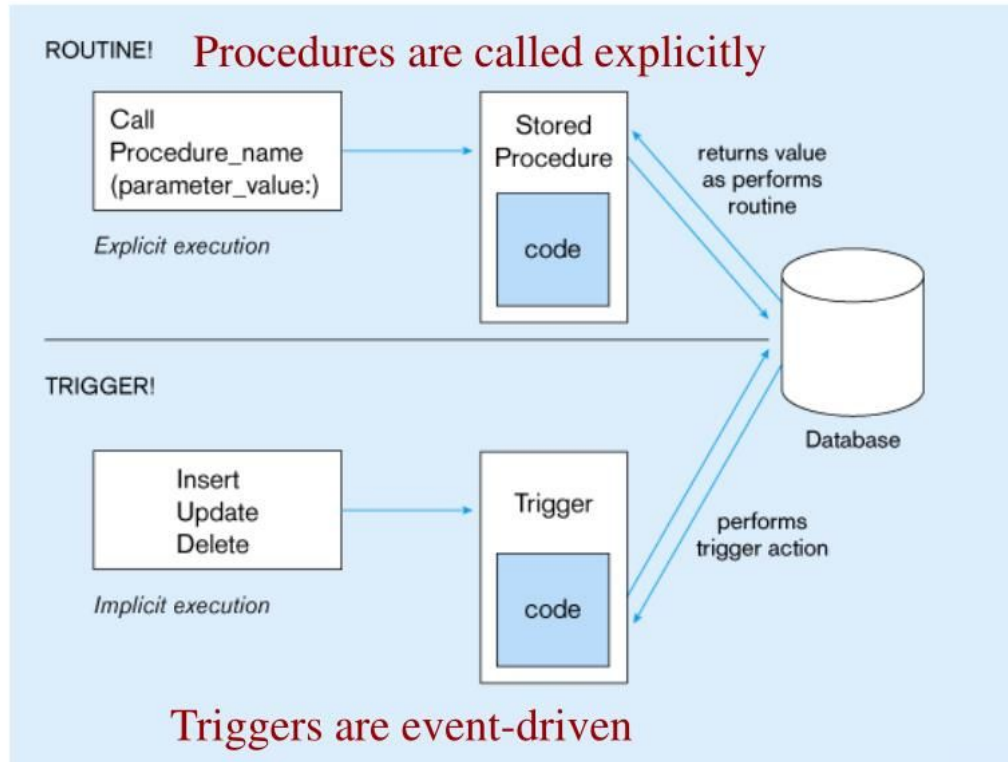 ROUTINE!
Procedures are called explicitly
Call
Procedure_name
(parameter_value:)
Explicit execution
Stored
Procedure
code
returns value
as performs
routine
Database
TRIGGER!
Insert
Update
Delete
Implicit execution
Trigger
code
performs
trigger action
Triggers are event-driven